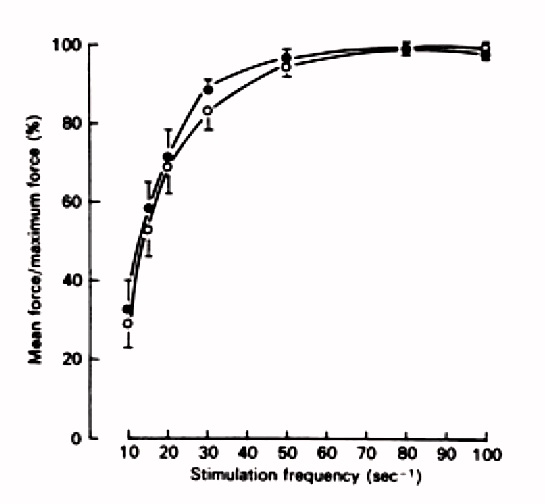 Mean force/maximum force (%)
100
80
60
40
20
0
10 20 30 40 50 60 70 80 90 100
Stimulation frequency (sec⁻¹)